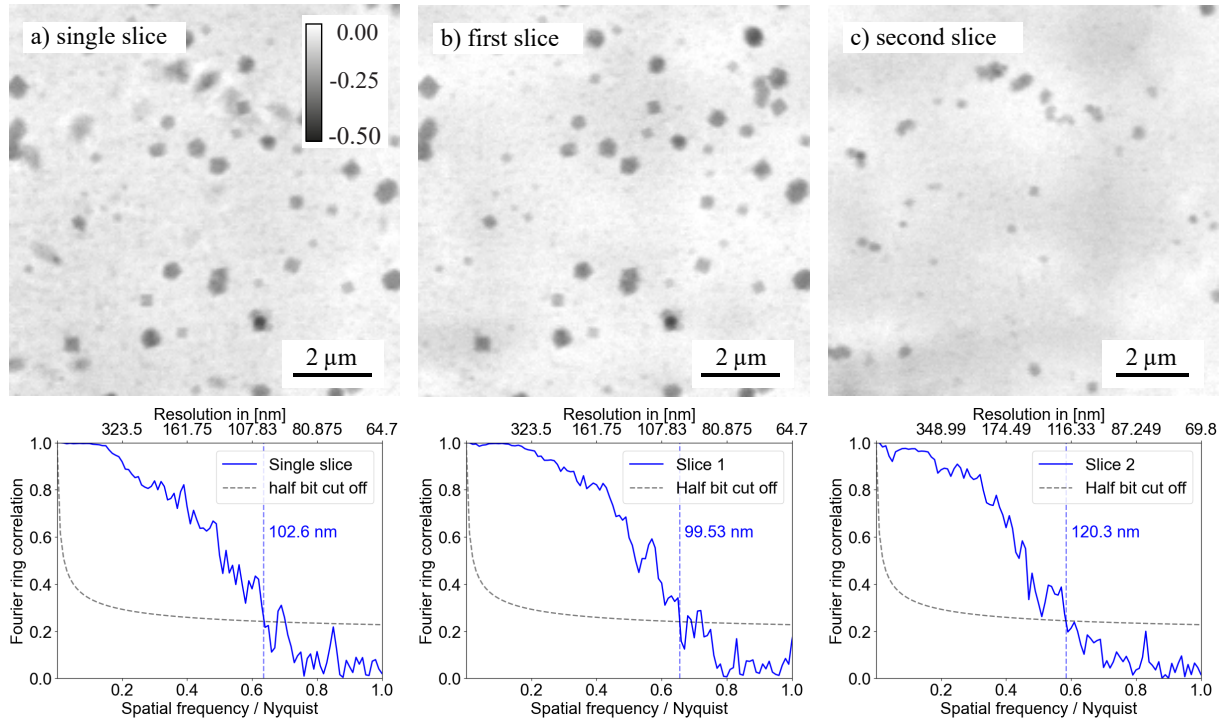 a) single slice
0.00
-0.25
-0.50
2 µm
b) first slice
2 µm
c) second slice
2 µm
Resolution in [nm]
323.5 161.75 107.83 80.875 64.7
1.0
0.8
0.6
0.4
0.2
0.0
Fourier ring correlation
Single slice
half bit cut off
102.6 nm
0.2 0.4 0.6 0.8 1.0
Spatial frequency / Nyquist
Resolution in [nm]
323.5 161.75 107.83 80.875 64.7
1.0
0.8
0.6
0.4
0.2
0.0
Fourier ring correlation
Slice 1
Half bit cut off
99.53 nm
0.2 0.4 0.6 0.8 1.0
Spatial frequency / Nyquist
Resolution in [nm]
348.99 174.49 116.33 87.249 69.8
1.0
0.8
0.6
0.4
0.2
0.0
Fourier ring correlation
Slice 2
Half bit cut off
120.3 nm
0.2 0.4 0.6 0.8 1.0
Spatial frequency / Nyquist